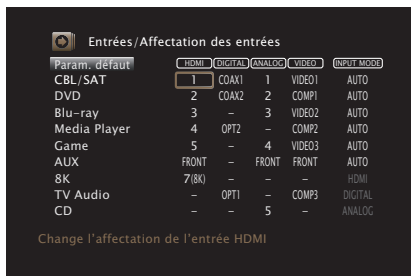 Entrées/Affectation des entrées
Param. défaut HDMI DIGITAL ANALOG VIDEO INPUT MODE
CBL/SAT 1 COAX1 1 VIDEO1 AUTO
DVD 2 COAX2 2 COMP1 AUTO
Blu-ray 3 – 3 VIDEO2 AUTO
Media Player 4 OPT2 – COMP2 AUTO
Game 5 – 4 VIDEO3 AUTO
AUX FRONT – FRONT FRONT AUTO
8K 7(8K) – – – HDMI
TV Audio – OPT1 – COMP3 DIGITAL
CD – – 5 – ANALOG
Change l'affectation de l'entrée HDMI